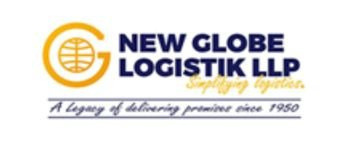 NEW GLOBE
LOGISTIK LLP
Simplifying logistics.
A Legacy of delivering promises since 1950